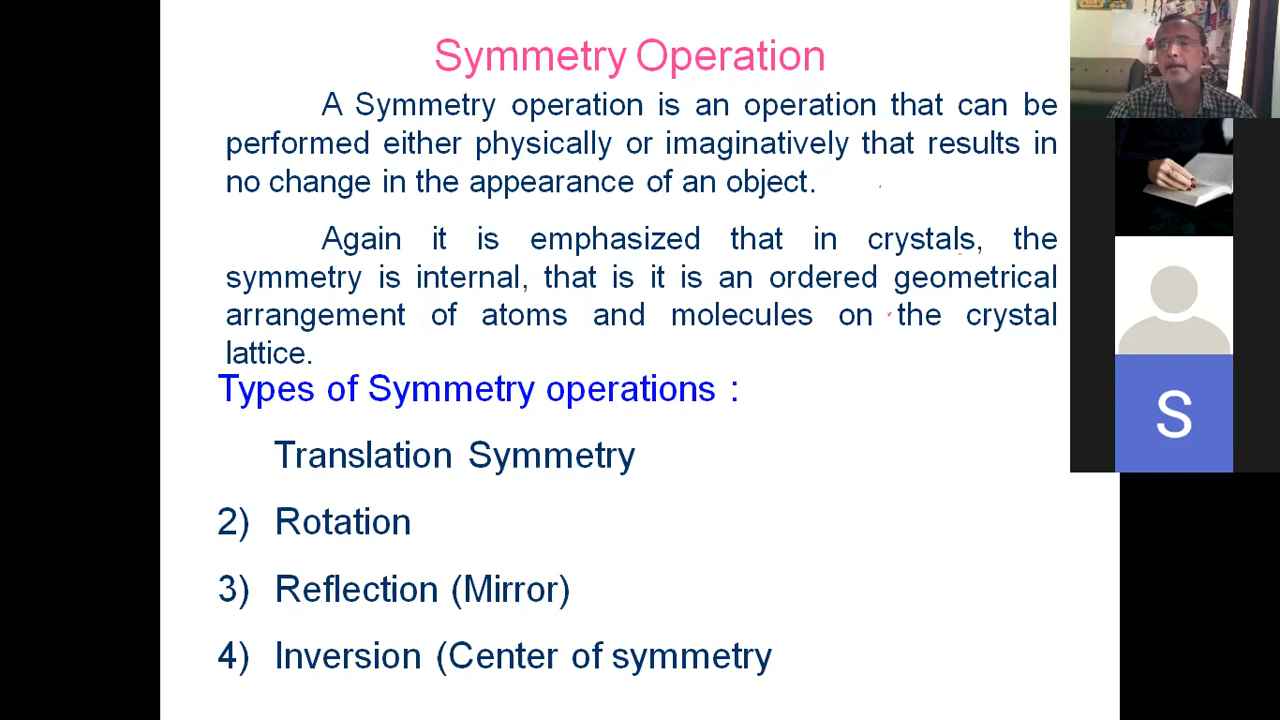 Symmetry Operation
A Symmetry operation is an operation that can be
performed either physically or imaginatively that results in
no change in the appearance of an object.
Again it is emphasized that in crystals, the
symmetry is internal, that is it is an ordered geometrical
arrangement of atoms and molecules on the crystal
lattice.
Types of Symmetry operations :
Translation Symmetry
2) Rotation
3) Reflection (Mirror)
4) Inversion (Center of symmetry
S